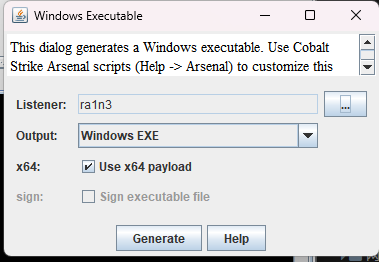 Windows Executable
This dialog generates a Windows executable. Use Cobalt
Strike Arsenal scripts (Help -> Arsenal) to customize this
Listener: ra1n3 ...
Output: Windows EXE
x64: Use x64 payload
sign: Sign executable file
Generate Help